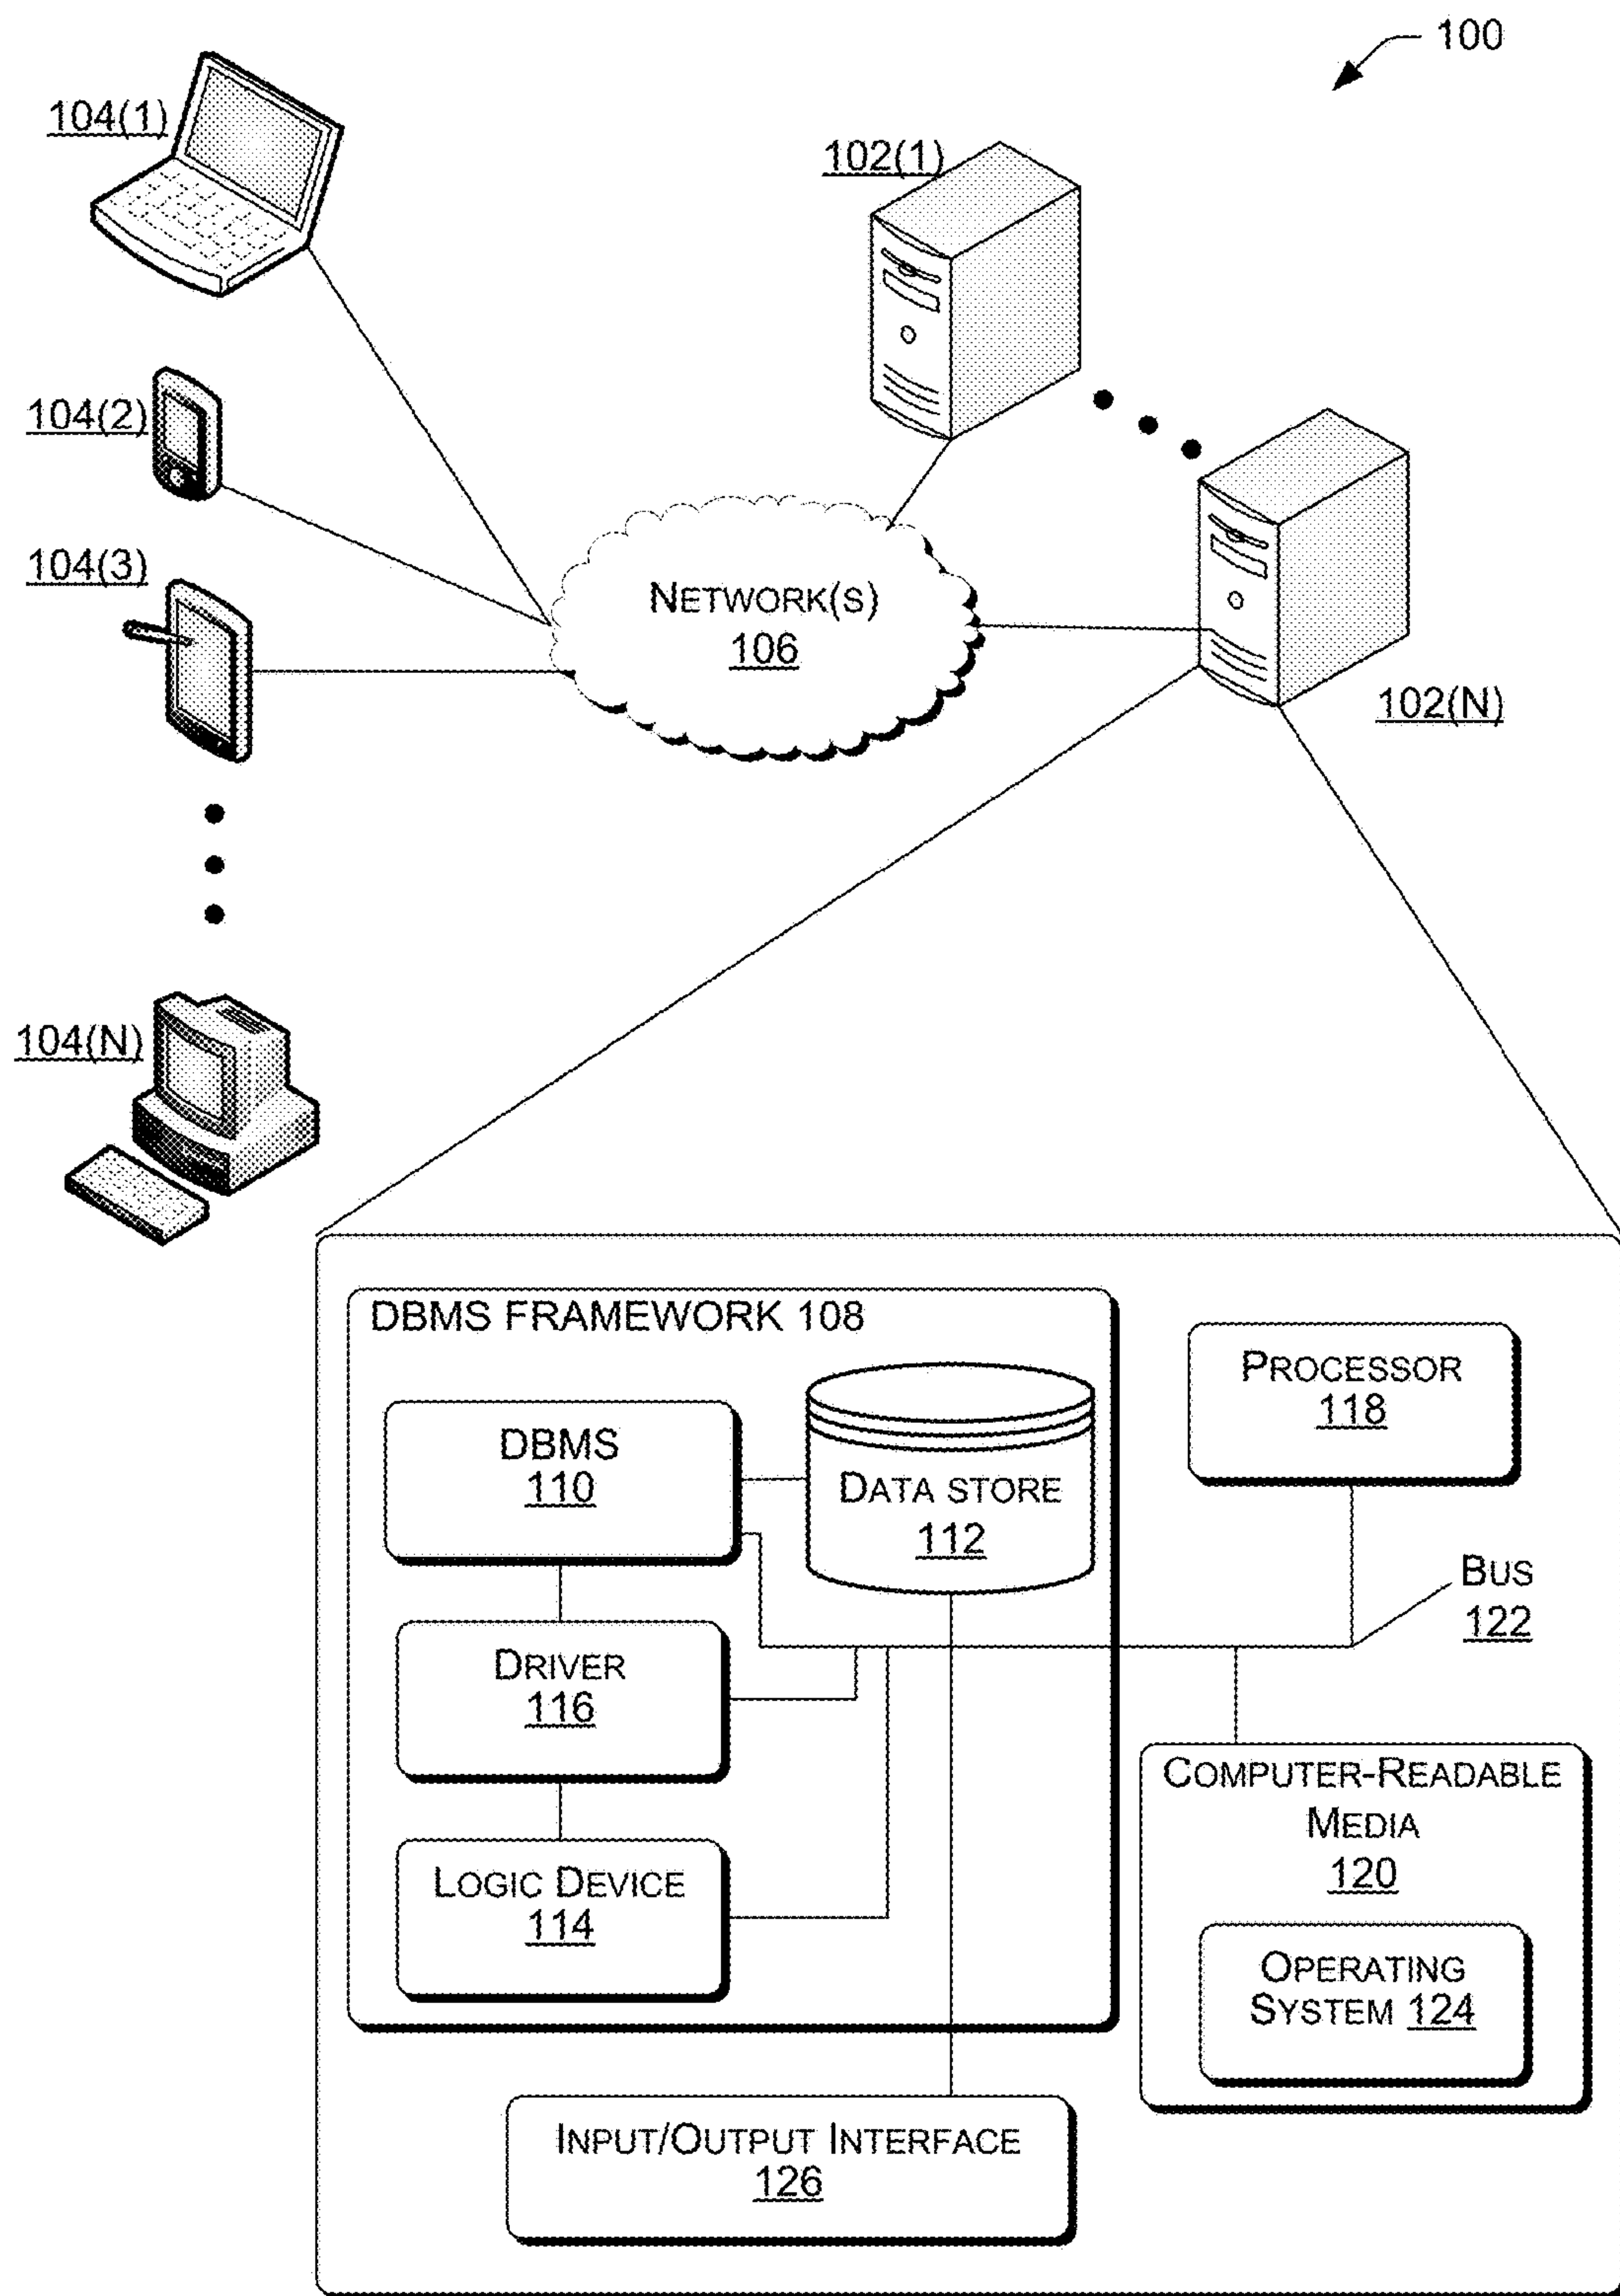 100
104(1)
102(1)
104(2)
104(3)
NETWORK(S)
106
102(N)
104(N)
DBMS FRAMEWORK 108
DBMS
110
DATA STORE
112
PROCESSOR
118
BUS
122
DRIVER
116
COMPUTER-READABLE
MEDIA
120
LOGIC DEVICE
114
OPERATING
SYSTEM 124
INPUT/OUTPUT INTERFACE
126